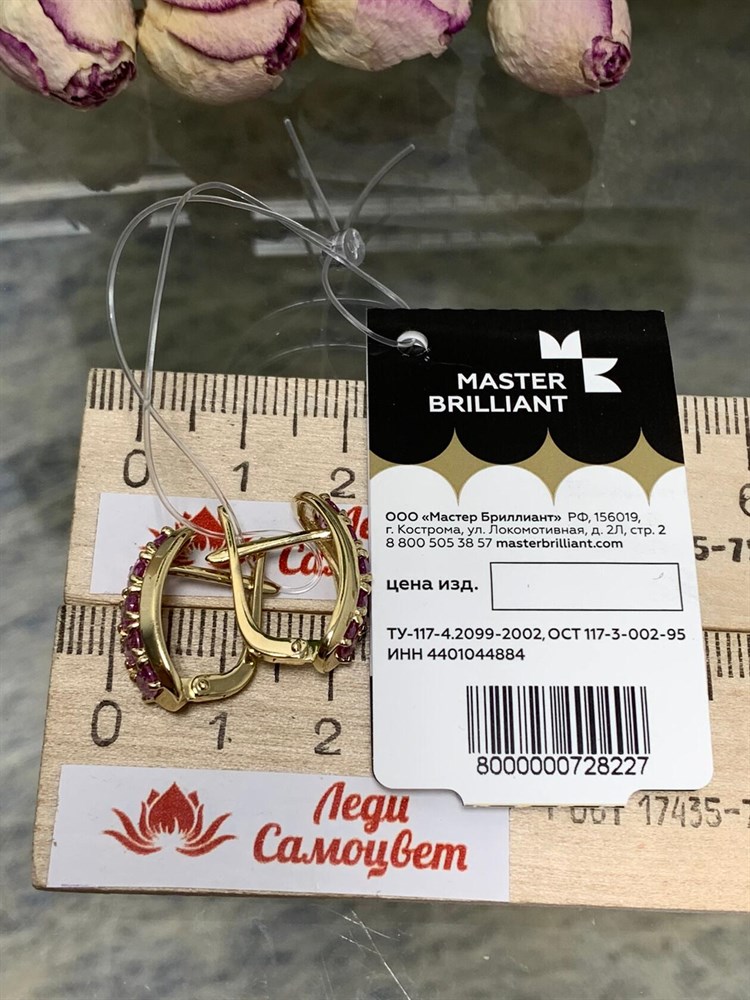 MASTER
BRILLIANT
ООО «Мастер Бриллиант» РФ, 156019,
г. Кострома, ул. Локомотивная, д. 2Л, стр. 2
8 800 505 38 57 masterbrilliant.com
цена изд.
ТУ-117-4.2099-2002, ОСТ 117-3-002-95
ИНН 4401044884
8000000728227
0 1 2
0 1 2
17435-
Леди
Самоцвет